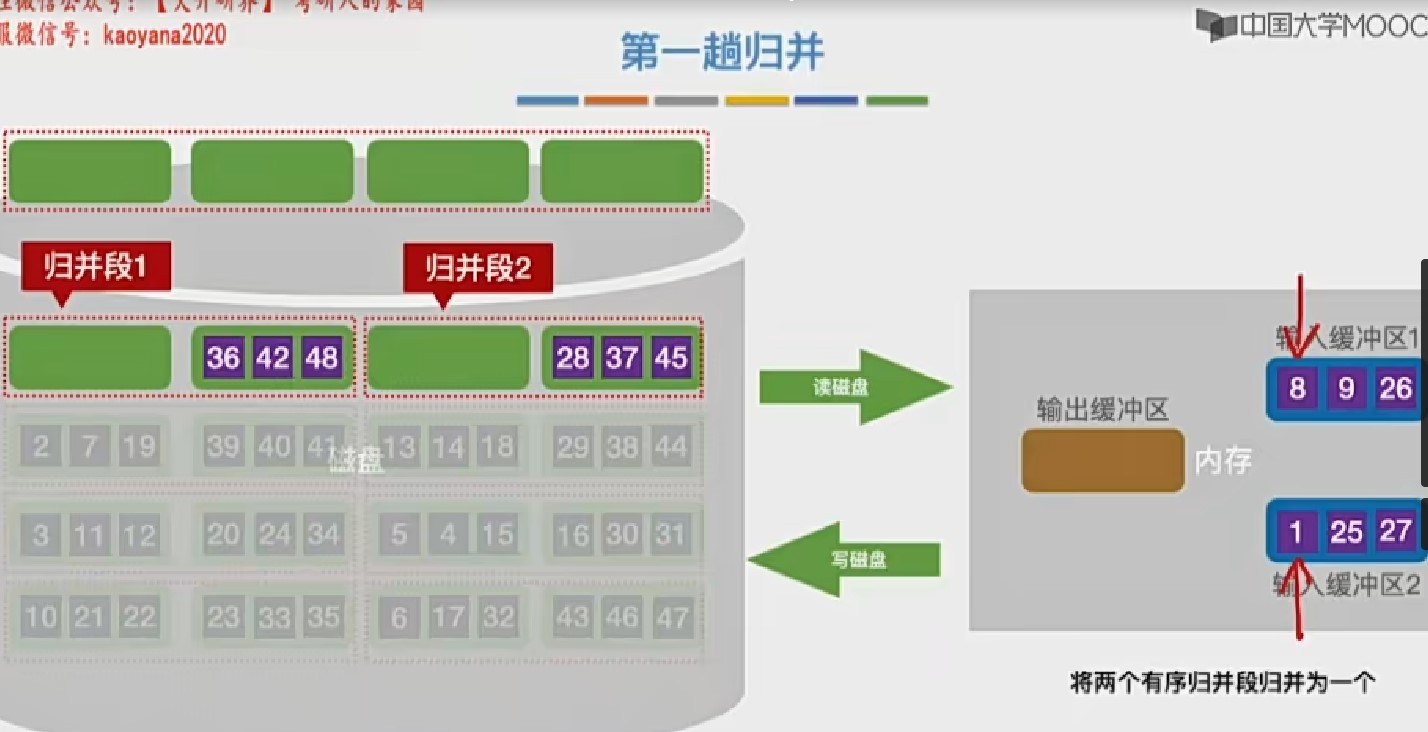 主微信公众号：【 研界】考研人的家园
服微信号：kaoyana2020
中国大学MOOC
第一趟归并
归并段1
归并段2
36 42 48
28 37 45
2 7 19
39 40 41
13 14 18
29 38 44
磁盘
3 11 12
20 24 34
5 4 15
16 30 31
10 21 22
23 33 35
6 17 32
43 46 47
读磁盘
写磁盘
输入缓冲区1
8 9 26
输出缓冲区
内存
1 25 27
输入缓冲区2
将两个有序归并段归并为一个